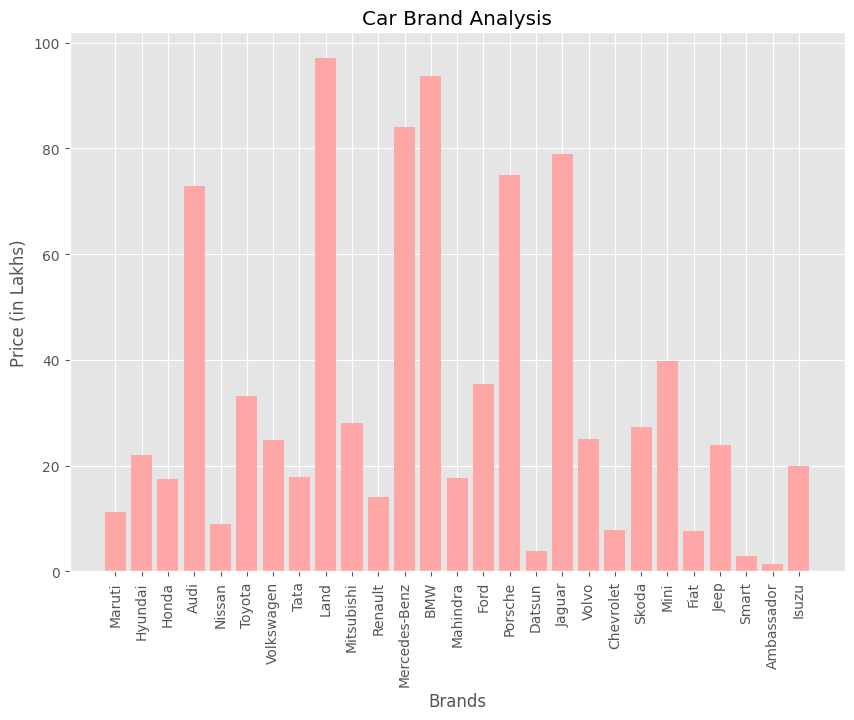 Car Brand Analysis
Price (in Lakhs)
100
80
60
40
20
0
Maruti
Hyundai
Honda
Audi
Nissan
Toyota
Volkswagen
Tata
Land
Mitsubishi
Renault
Mercedes-Benz
BMW
Mahindra
Ford
Porsche
Datsun
Jaguar
Volvo
Chevrolet
Skoda
Mini
Fiat
Jeep
Smart
Ambassador
Isuzu
Brands